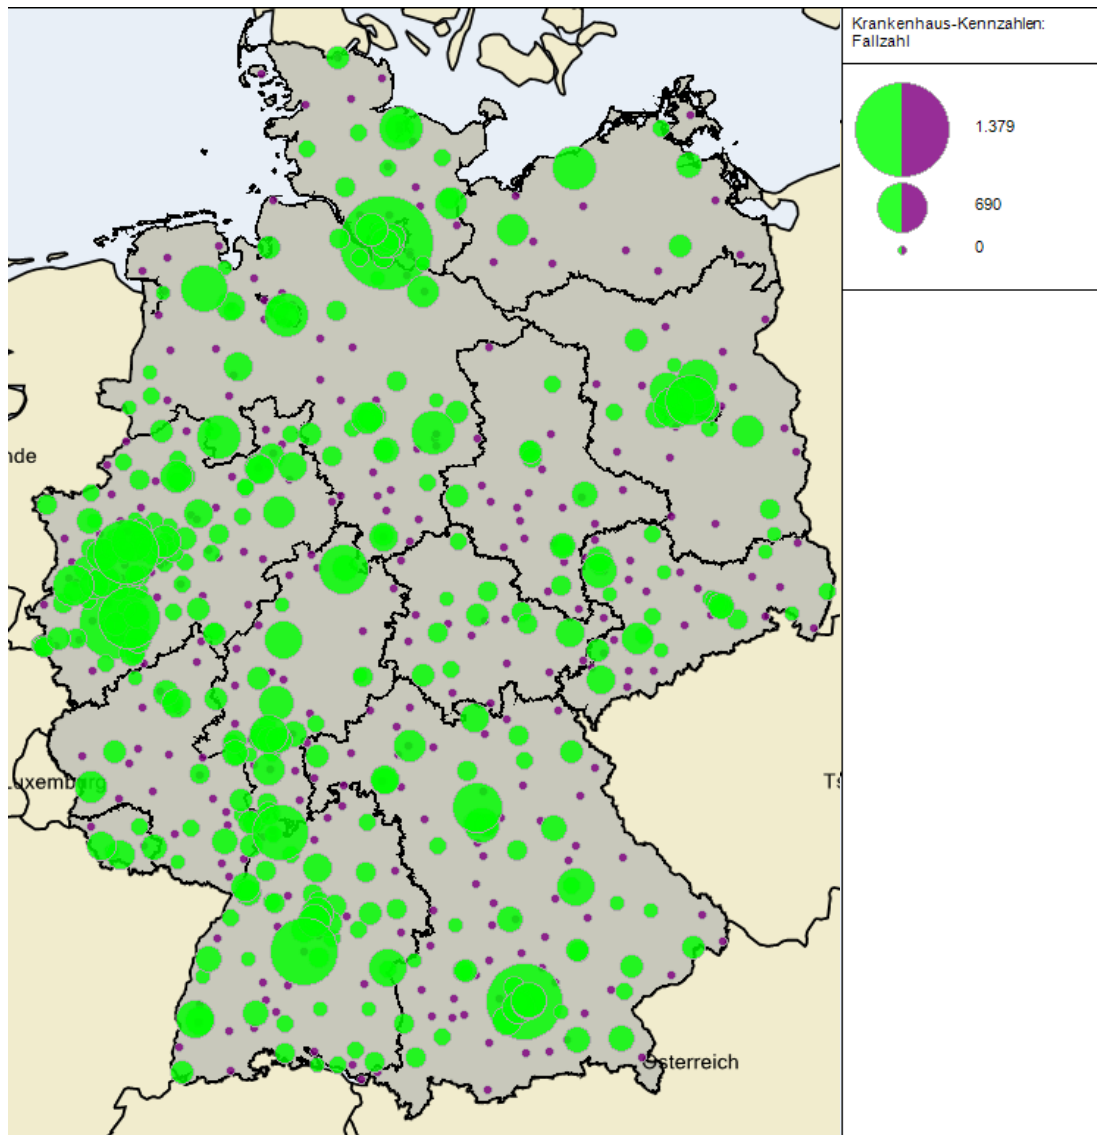 Krankenhaus-Kennzahlen:
Fallzahl
1.379
690
0
nde
Luxemburg
Ts
Österreich